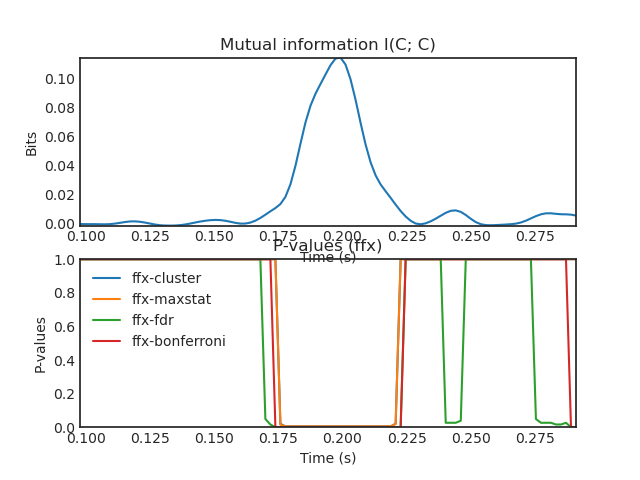 Mutual information I(C; C)
Bits
0.10
0.08
0.06
0.04
0.02
0.00
0.100 0.125 0.150 0.175 0.200 0.225 0.250 0.275
Time (s)
P-values (ffx)
P-values
1.0
0.8
0.6
0.4
0.2
0.0
ffx-cluster
ffx-maxstat
ffx-fdr
ffx-bonferroni
0.100 0.125 0.150 0.175 0.200 0.225 0.250 0.275
Time (s)